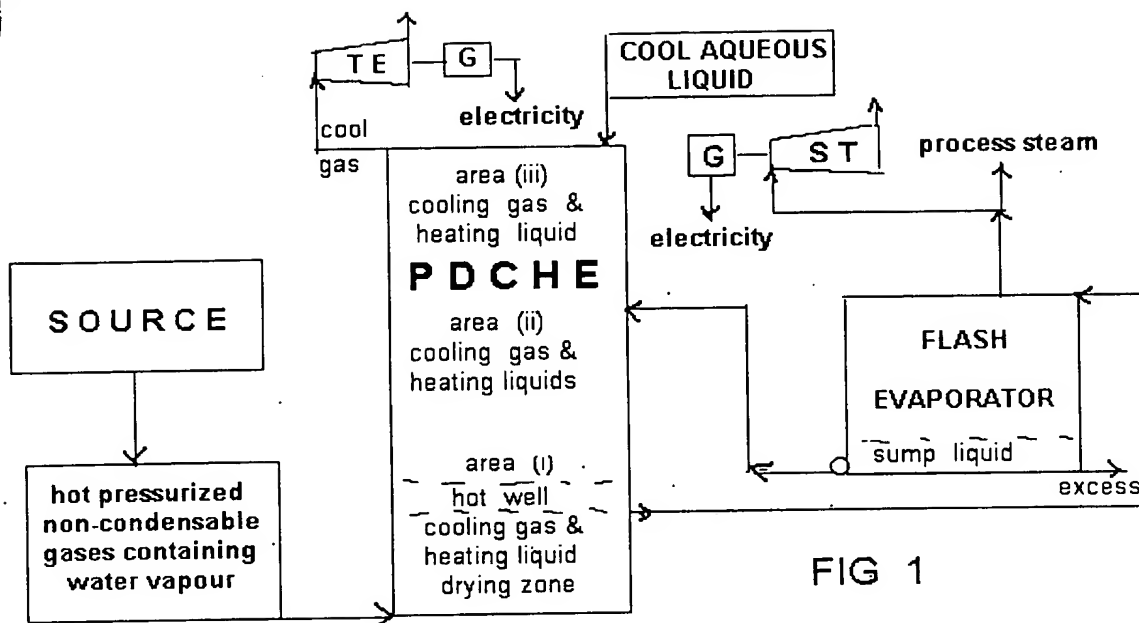 T E
G
electricity
COOL AQUEOUS
LIQUID
cool
gas
G
S T
process steam
electricity
area (iii)
cooling gas &
heating liquid
P D C H E
area (ii)
cooling gas &
heating liquids
area (i)
hot well
cooling gas &
heating liquid
drying zone
S O U R C E
hot pressurized
non-condensable
gases containing
water vapour
FLASH
EVAPORATOR
sump liquid
excess
FIG 1